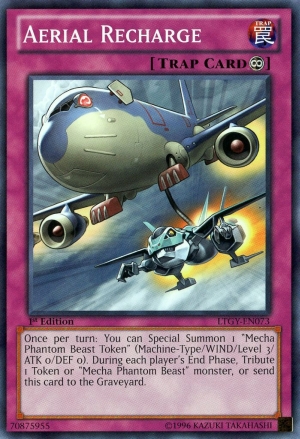 AERIAL RECHARGE
TRAP
罠
[TRAP CARD∞]
1st Edition
LTGY-EN073
Once per turn: You can Special Summon 1 "Mecha
Phantom Beast Token" (Machine-Type/WIND/Level 3/
ATK 0/DEF 0). During each player's End Phase, Tribute
1 Token or "Mecha Phantom Beast" monster, or send
this card to the Graveyard.
70875955
©1996 KAZUKI TAKAHASHI